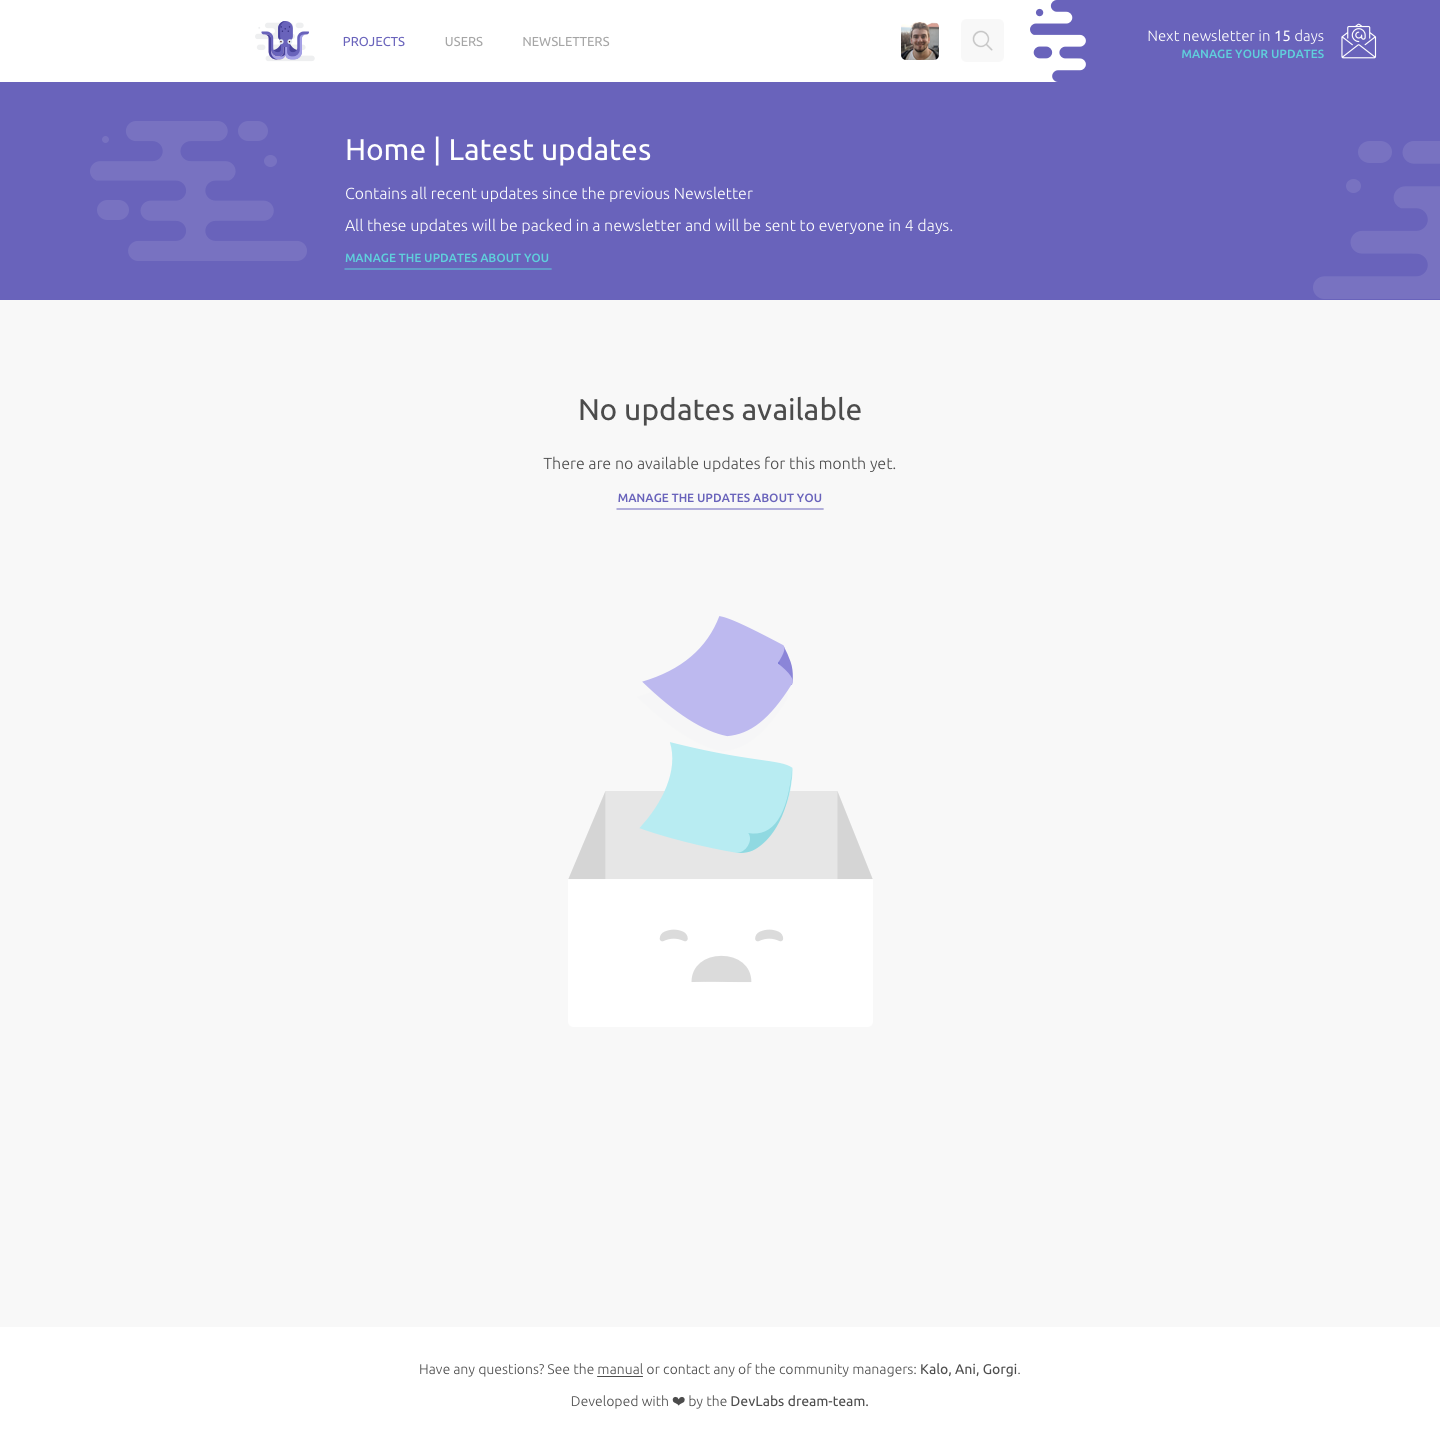 PROJECTS
USERS
NEWSLETTERS
Next newsletter in 15 days
MANAGE YOUR UPDATES
Home | Latest updates
Contains all recent updates since the previous Newsletter
All these updates will be packed in a newsletter and will be sent to everyone in 4 days.
MANAGE THE UPDATES ABOUT YOU
No updates available
There are no available updates for this month yet.
MANAGE THE UPDATES ABOUT YOU
Have any questions? See the manual or contact any of the community managers: Kalo, Ani, Gorgi.
Developed with ❤ by the DevLabs dream-team.